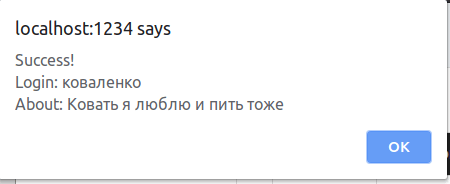 localhost:1234 says
Success!
Login: коваленко
About: Ковать я люблю и пить тоже
OK